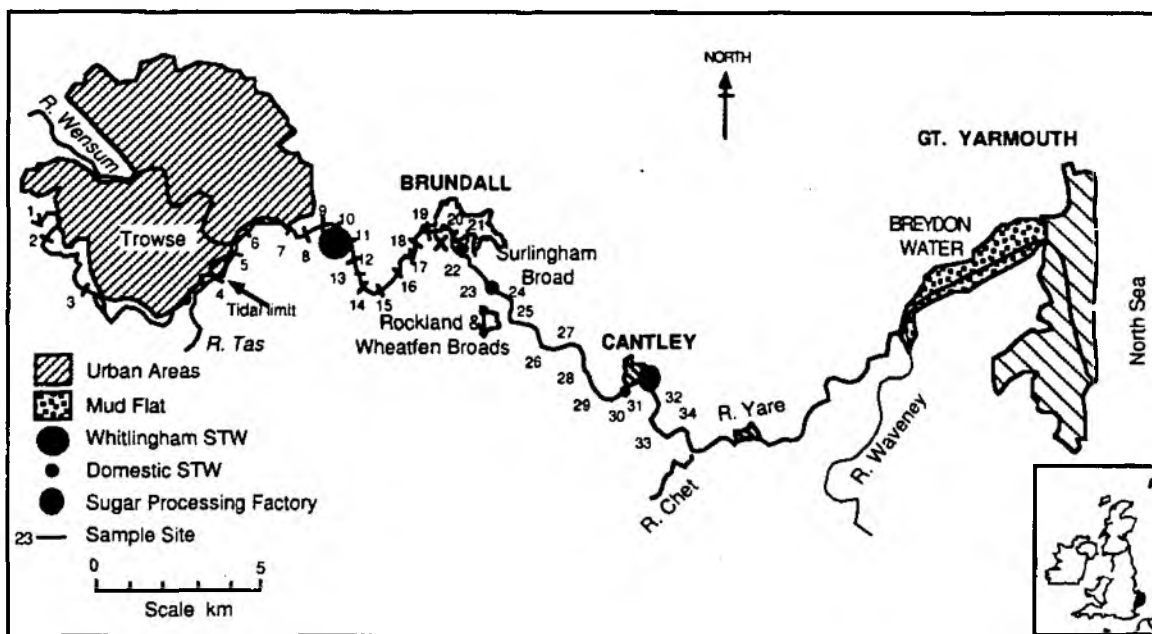 NORTH
GT. YARMOUTH
R. Wensum
BRUNDALL
BREYDON
WATER
1
2
3
Trowse
4
5
6
7
8
9
10
11
12
13
14
15
16
17
18
19
20
21
22
Surlingham
Broad
23
24
25
Tidal limit
R. Tas
Rockland &
Wheatfen Broads
26
27
28
29
CANTLEY
30
31
32
33
34
R. Yare
R. Chet
R. Waveney
North Sea
Urban Areas
Mud Flat
Whitlingham STW
Domestic STW
Sugar Processing Factory
23 Sample Site
0 5
Scale km